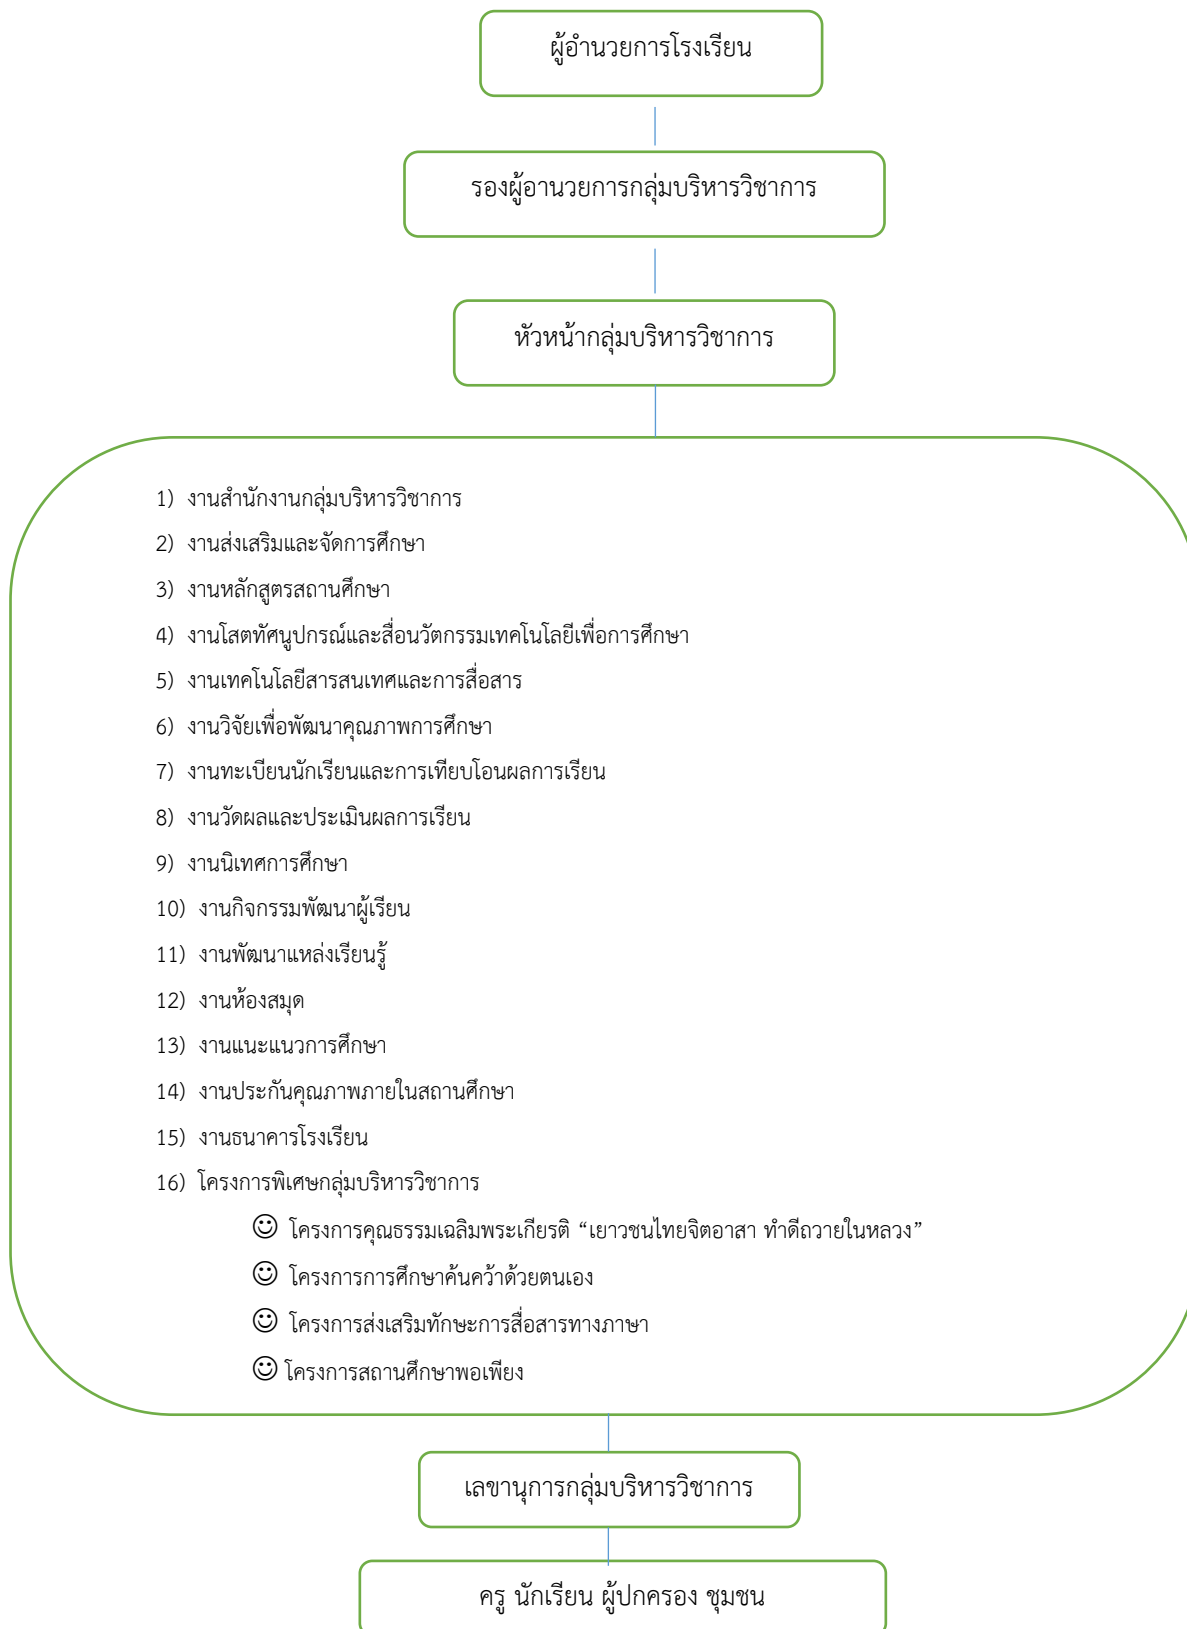 ผู้อำนวยการโรงเรียน
รองผู้อานวยการกลุ่มบริหารวิชาการ
หัวหน้ากลุ่มบริหารวิชาการ
1) งานสำนักงานกลุ่มบริหารวิชาการ
2) งานส่งเสริมและจัดการศึกษา
3) งานหลักสูตรสถานศึกษา
4) งานโสตทัศนูปกรณ์และสื่อนวัตกรรมเทคโนโลยีเพื่อการศึกษา
5) งานเทคโนโลยีสารสนเทศและการสื่อสาร
6) งานวิจัยเพื่อพัฒนาคุณภาพการศึกษา
7) งานทะเบียนนักเรียนและการเทียบโอนผลการเรียน
8) งานวัดผลและประเมินผลการเรียน
9) งานนิเทศการศึกษา
10) งานกิจกรรมพัฒนาผู้เรียน
11) งานพัฒนาแหล่งเรียนรู้
12) งานห้องสมุด
13) งานแนะแนวการศึกษา
14) งานประกันคุณภาพภายในสถานศึกษา
15) งานธนาคารโรงเรียน
16) โครงการพิเศษกลุ่มบริหารวิชาการ
☺ โครงการคุณธรรมเฉลิมพระเกียรติ “เยาวชนไทยจิตอาสา ทำดีถวายในหลวง”
☺ โครงการการศึกษาค้นคว้าด้วยตนเอง
☺ โครงการส่งเสริมทักษะการสื่อสารทางภาษา
☺ โครงการสถานศึกษาพอเพียง
เลขานุการกลุ่มบริหารวิชาการ
ครู นักเรียน ผู้ปกครอง ชุมชน